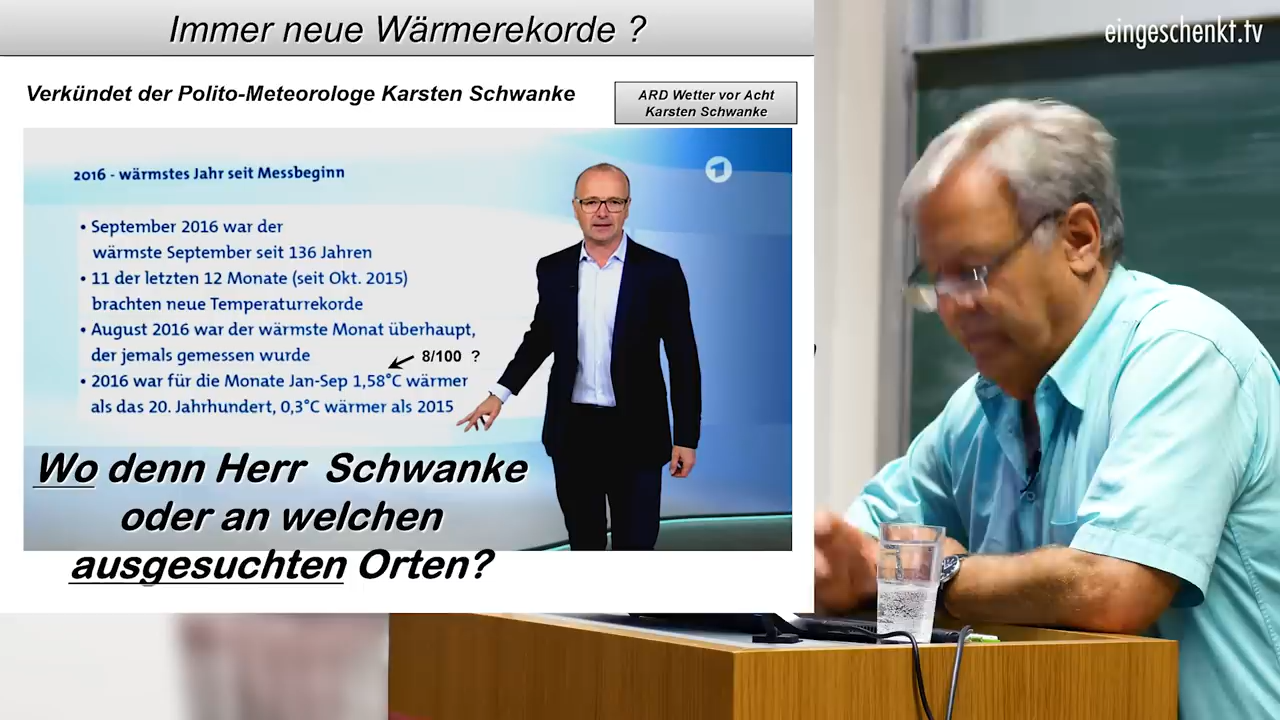 Immer neue Wärmerekorde ?
eingeschenkt.tv
Verkündet der Polito-Meteorologe Karsten Schwanke
ARD Wetter vor Acht
Karsten Schwanke
2016 - wärmstes Jahr seit Messbeginn
• September 2016 war der
wärmste September seit 136 Jahren
• 11 der letzten 12 Monate (seit Okt. 2015)
brachten neue Temperaturrekorde
• August 2016 war der wärmste Monat überhaupt,
der jemals gemessen wurde
8/100 ?
• 2016 war für die Monate Jan-Sep 1,58°C wärmer
als das 20. Jahrhundert, 0,3°C wärmer als 2015
Wo denn Herr Schwanke
oder an welchen
ausgesuchten Orten?